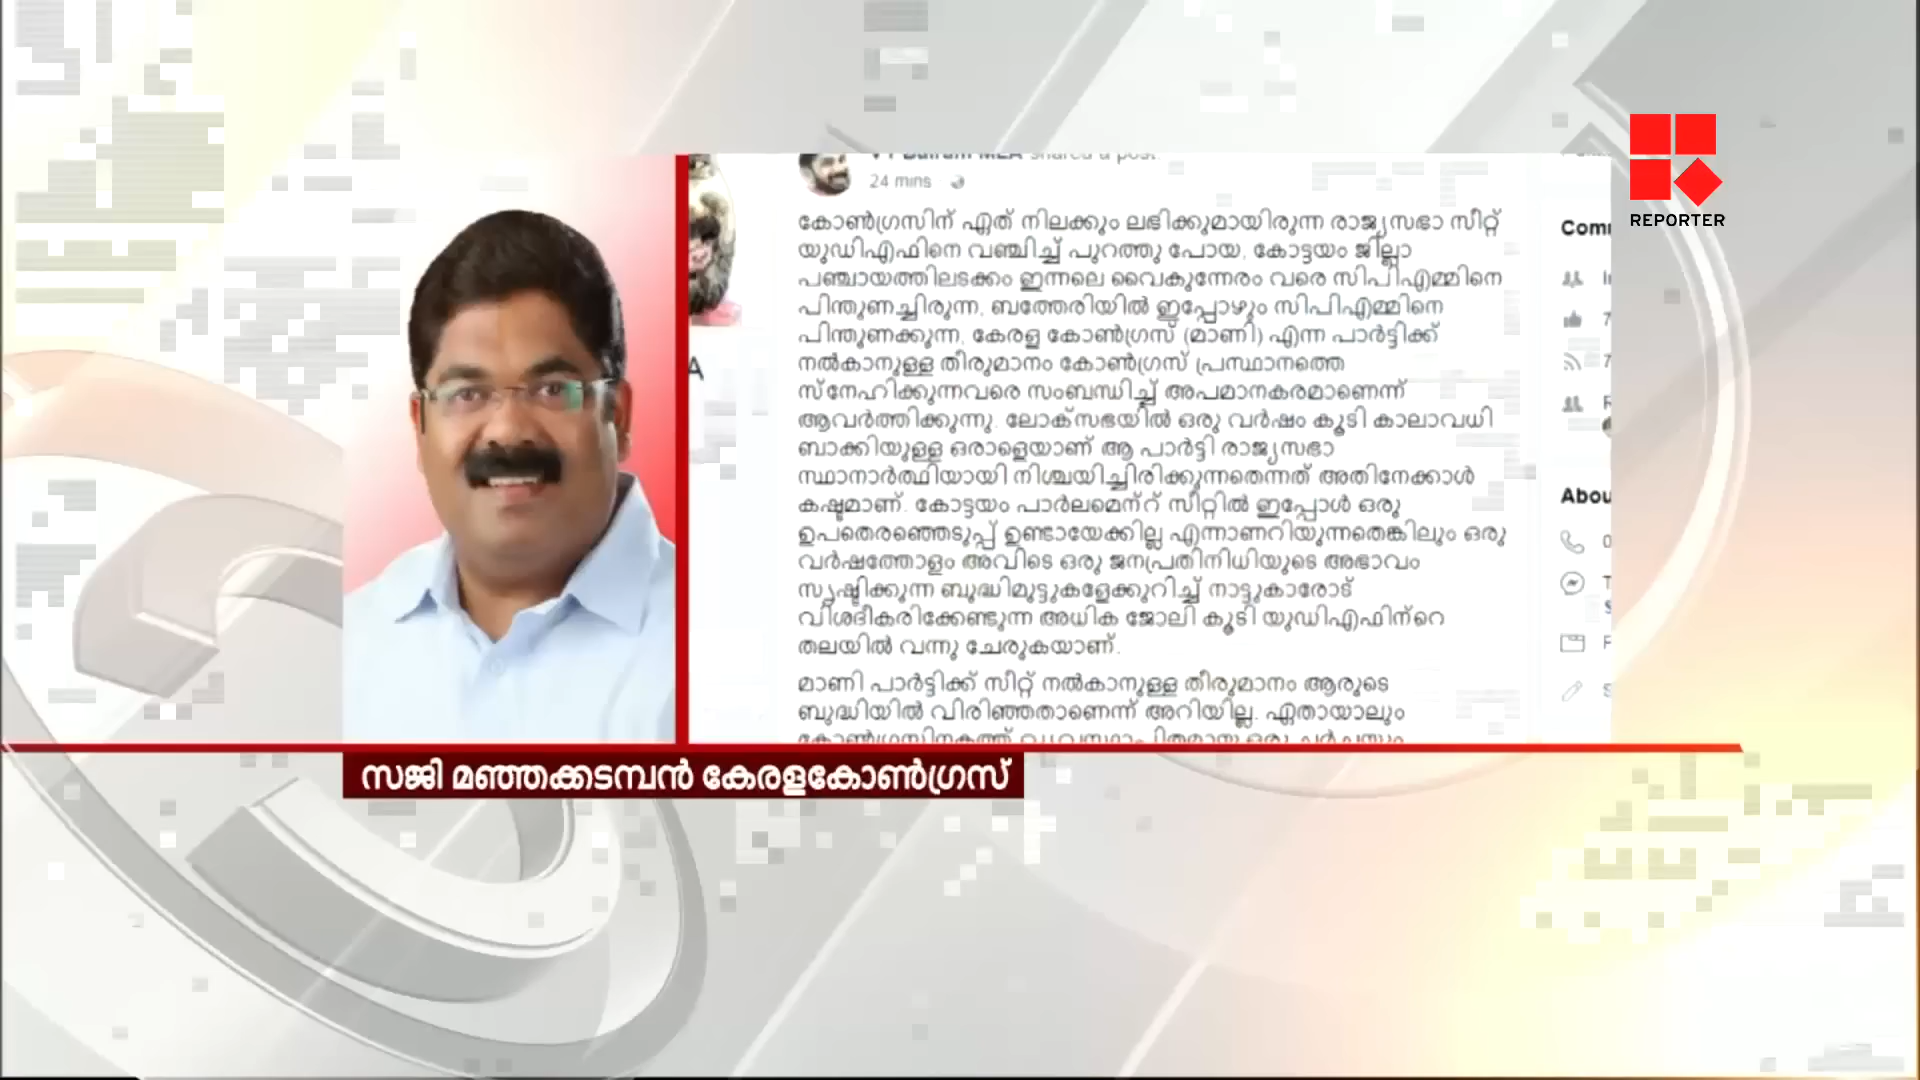 REPORTER
shared a post.
24 mins
കോൺഗ്രസിന് ഏത് നിലക്കും ലഭിക്കുമായിരുന്ന രാജ്യസഭാ സീറ്റ്
യുഡിഎഫിനെ വഞ്ചിച്ച് പുറത്തു പോയ, കോട്ടയം ജില്ലാ
പഞ്ചായത്തിലടക്കം ഇന്നലെ വൈകുന്നേരം വരെ സിപിഎമ്മിനെ
പിന്തുണച്ചിരുന്ന, ബത്തേരിയിൽ ഇപ്പോഴും സിപിഎമ്മിനെ
പിന്തുണക്കുന്ന, കേരള കോൺഗ്രസ് (മാണി) എന്ന പാർട്ടിക്ക്
നൽകാനുള്ള തീരുമാനം കോൺഗ്രസ് പ്രസ്ഥാനത്തെ
സ്നേഹിക്കുന്നവരെ സംബന്ധിച്ച് അപമാനകരമാണെന്ന്
ആവർത്തിക്കുന്നു. ലോക്സഭയിൽ ഒരു വർഷം കൂടി കാലാവധി
ബാക്കിയുള്ള ഒരാളെയാണ് ആ പാർട്ടി രാജ്യസഭാ
സ്ഥാനാർത്ഥിയായി നിശ്ചയിച്ചിരിക്കുന്നതെന്നത് അതിനേക്കാൾ
കഷ്ടമാണ്. കോട്ടയം പാർലമെന്റ് സീറ്റിൽ ഇപ്പോൾ ഒരു
ഉപതെരഞ്ഞെടുപ്പ് ഉണ്ടായേക്കില്ല എന്നാണറിയുന്നതെങ്കിലും ഒരു
വർഷത്തോളം അവിടെ ഒരു ജനപ്രതിനിധിയുടെ അഭാവം
സൃഷ്ടിക്കുന്ന ബുദ്ധിമുട്ടുകളേക്കുറിച്ച് നാട്ടുകാരോട്
വിശദീകരിക്കേണ്ടുന്ന അധിക ജോലി കൂടി യുഡിഎഫിന്റെ
തലയിൽ വന്നു ചേരുകയാണ്.
മാണി പാർട്ടിക്ക് സീറ്റ് നൽകാനുള്ള തീരുമാനം ആരുടെ
ബുദ്ധിയിൽ വിരിഞ്ഞതാണെന്ന് അറിയില്ല. ഏതായാലും
A
Com
Abou
സജി മഞ്ഞക്കടമ്പൻ കേരളകോൺഗ്രസ്